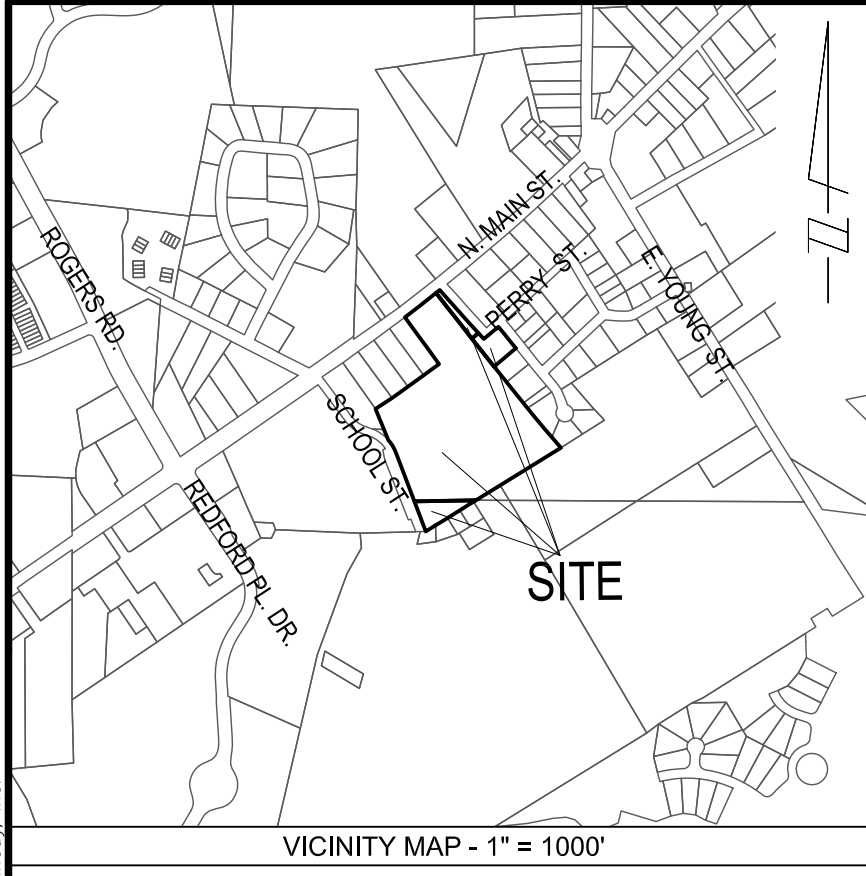 N. MAIN ST.
PERRY ST.
E. YOUNG ST.
ROGERS RD.
SCHOOL ST.
REDFORD PL. DR.
SITE
N
VICINITY MAP - 1" = 1000'